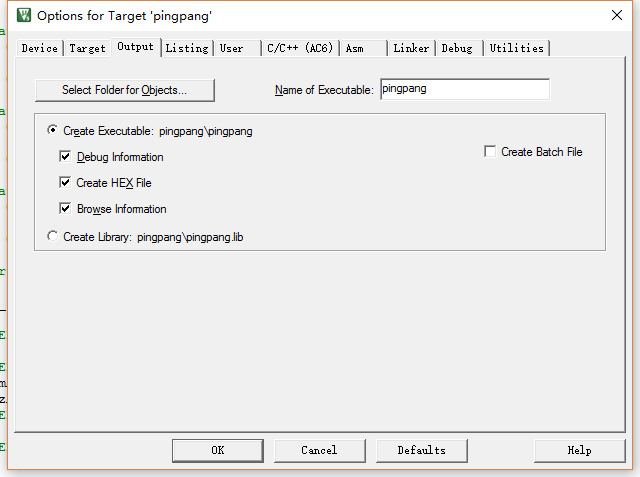 Options for Target 'pingpang'
Device Target Output Listing User C/C++ (AC6) Asm Linker Debug Utilities
Select Folder for Objects... Name of Executable: pingpang
Create Executable: pingpang\pingpang
Debug Information Create Batch File
Create HEX File
Browse Information
Create Library: pingpang\pingpang.lib
OK Cancel Defaults Help